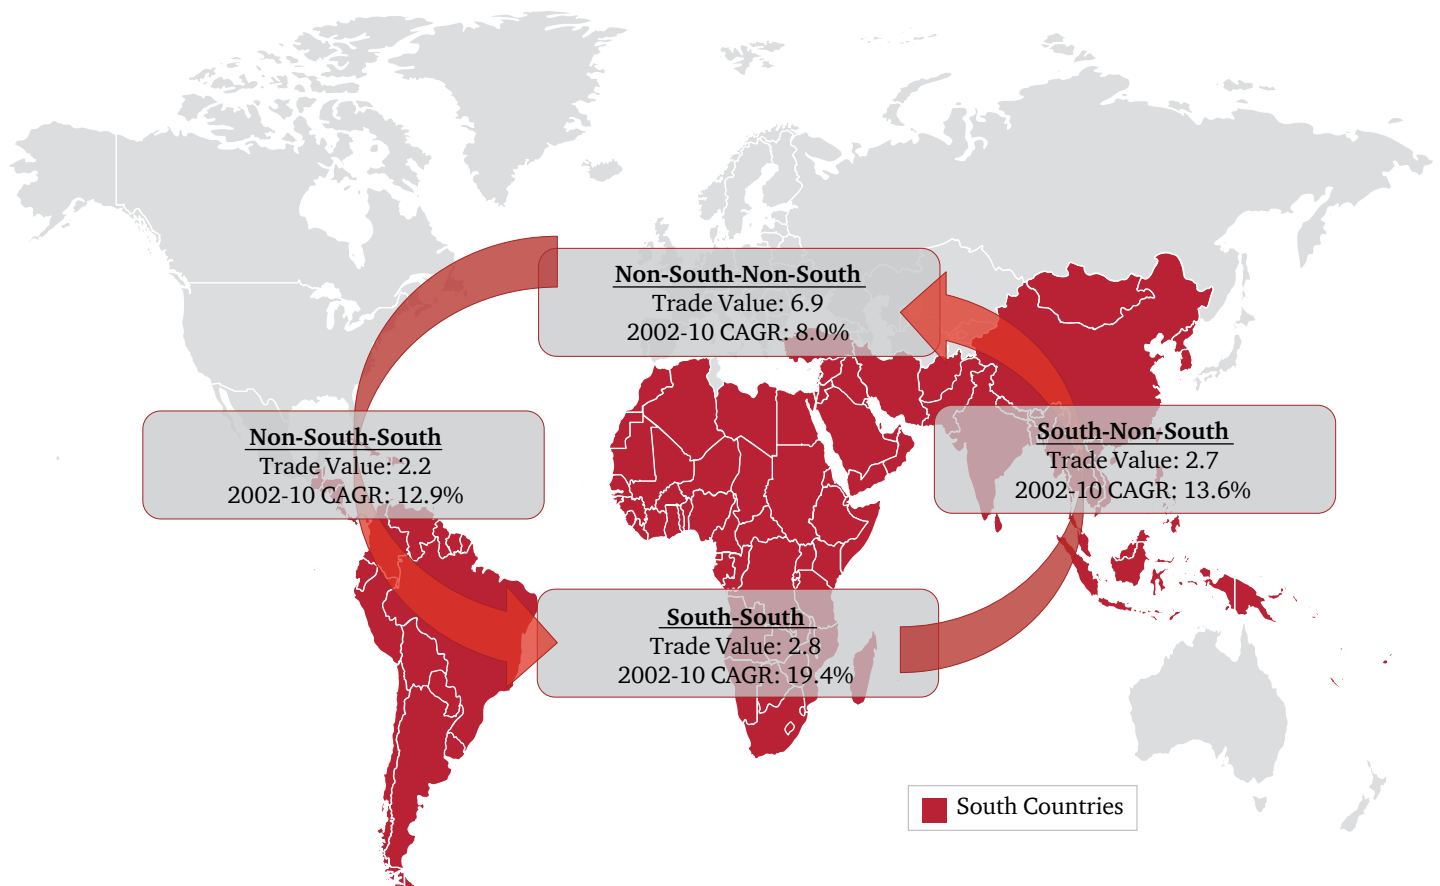 Non-South-Non-South
Trade Value: 6.9
2002-10 CAGR: 8.0%
Non-South-South
Trade Value: 2.2
2002-10 CAGR: 12.9%
South-Non-South
Trade Value: 2.7
2002-10 CAGR: 13.6%
South-South
Trade Value: 2.8
2002-10 CAGR: 19.4%
South Countries